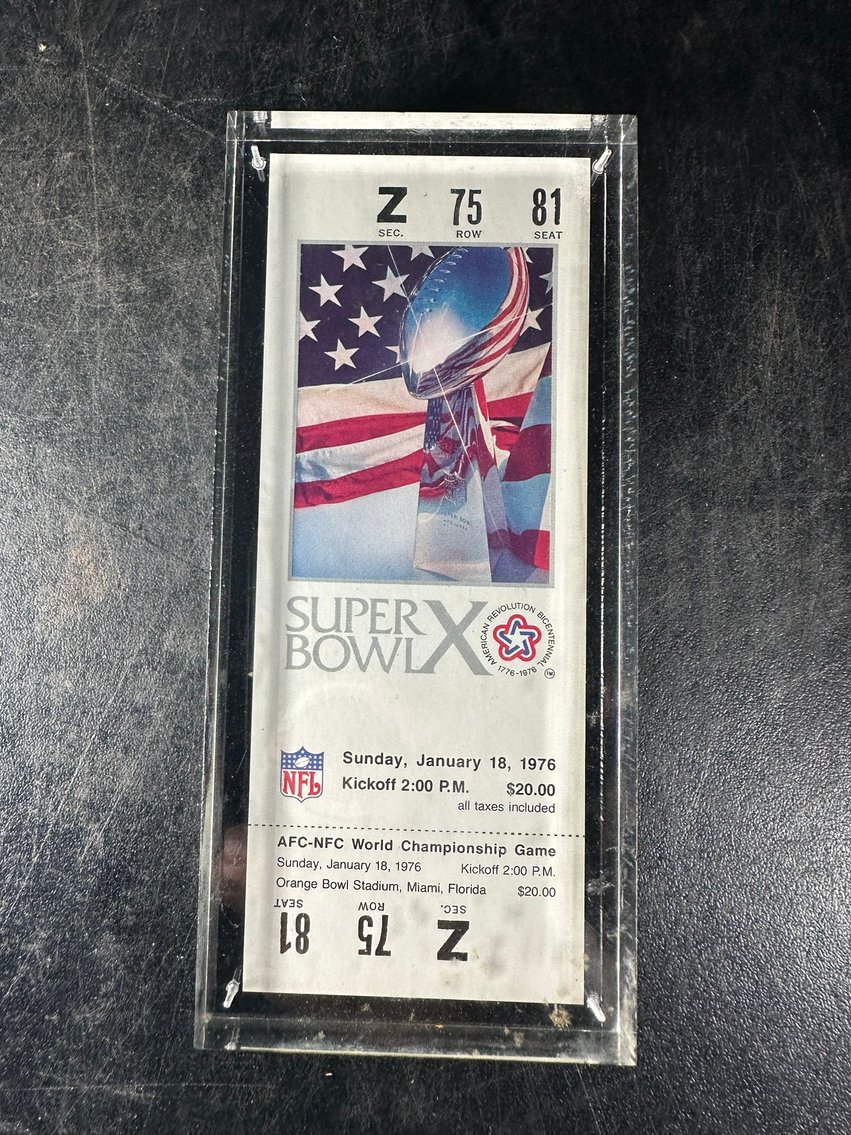 Z 75 81
SEC. ROW SEAT
SUPER
BOWL X
AMERICAN REVOLUTION BICENTENNIAL
1776-1976
TM
NFL
Sunday, January 18, 1976
Kickoff 2:00 P.M. $20.00
all taxes included
AFC-NFC World Championship Game
Sunday, January 18, 1976 Kickoff 2:00 P.M.
Orange Bowl Stadium, Miami, Florida $20.00
SEAT ROW SEC.
81 75 Z